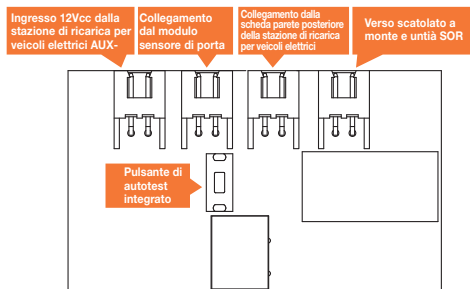 Ingresso 12Vcc dalla
stazione di ricarica per
veicoli elettrici AUX-
Collegamento
dal modulo
sensore di porta
Collegamento dalla
scheda parete posteriore
della stazione di ricarica
per veicoli elettrici
Verso scatolato a
monte e untià SOR
Pulsante di
autotest
integrato